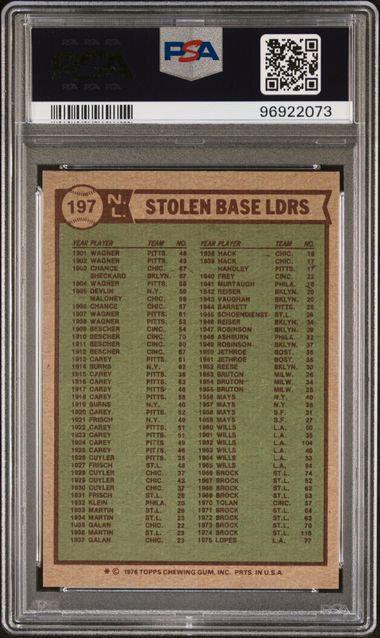 PSA
96922073
197
N.L.
STOLEN BASE LDRS
YEAR PLAYER TEAM NO.
1901 WAGNER PITTS. 48
1902 WAGNER PITTS. 43
1903 CHANCE CHIC. 67
SHECKARD BKLYN. 67
1904 WAGNER PITTS. 53
1905 DEVLIN N.Y. 59
MALONEY CHIC. 59
1906 CHANCE CHIC. 57
1907 WAGNER PITTS. 61
1908 WAGNER PITTS. 53
1909 BESCHER CINC. 54
1910 BESCHER CINC. 70
1911 BESCHER CINC. 80
1912 BESCHER CINC. 67
1913 CAREY PITTS. 61
1914 BURNS N.Y. 62
1915 CAREY PITTS. 36
1916 CAREY PITTS. 63
1917 CAREY PITTS. 46
1918 CAREY PITTS. 58
1919 BURNS N.Y. 40
1920 CAREY PITTS. 52
1921 FRISCH N.Y. 49
1922 CAREY PITTS. 51
1923 CAREY PITTS. 51
1924 CAREY PITTS. 49
1925 CAREY PITTS. 46
1926 CUYLER PITTS. 35
1927 FRISCH ST.L. 48
1928 CUYLER CHIC. 37
1929 CUYLER CHIC. 43
1930 CUYLER CHIC. 37
1931 FRISCH ST.L. 28
1932 KLEIN PHILA. 20
1933 MARTIN ST.L. 26
1934 MARTIN ST.L. 23
1935 GALAN CHIC. 22
1936 MARTIN ST.L. 23
1937 GALAN CHIC. 23
YEAR PLAYER TEAM NO.
1938 HACK CHIC. 16
1939 HACK CHIC. 17
HANDLEY PITTS. 17
1940 FREY CINC. 22
1941 MURTAUGH PHILA. 18
1942 REISER BKLYN. 20
1943 VAUGHAN BKLYN. 20
1944 BARRETT PITTS. 28
1945 SCHOENDIENST ST.L. 26
1946 REISER BKLYN. 34
1947 ROBINSON BKLYN. 29
1948 ASHBURN PHILA. 32
1949 ROBINSON BKLYN. 37
1950 JETHROE BOST. 35
1951 JETHROE BOST. 35
1952 REESE BKLYN. 30
1953 BRUTON MILW. 26
1954 BRUTON MILW. 34
1955 BRUTON MILW. 25
1956 MAYS N.Y. 40
1957 MAYS N.Y. 38
1958 MAYS S.F. 31
1959 MAYS S.F. 27
1960 WILLS L.A. 50
1961 WILLS L.A. 35
1962 WILLS L.A. 104
1963 WILLS L.A. 40
1964 WILLS L.A. 53
1965 WILLS L.A. 94
1966 BROCK ST.L. 74
1967 BROCK ST.L. 52
1968 BROCK ST.L. 62
1969 BROCK ST.L. 53
1970 TOLAN CINC. 57
1971 BROCK ST.L. 64
1972 BROCK ST.L. 63
1973 BROCK ST.L. 70
1974 BROCK ST.L. 118
1975 LOPES L.A. 77
* © 1976 TOPPS CHEWING GUM, INC. PRTS. IN U.S.A.